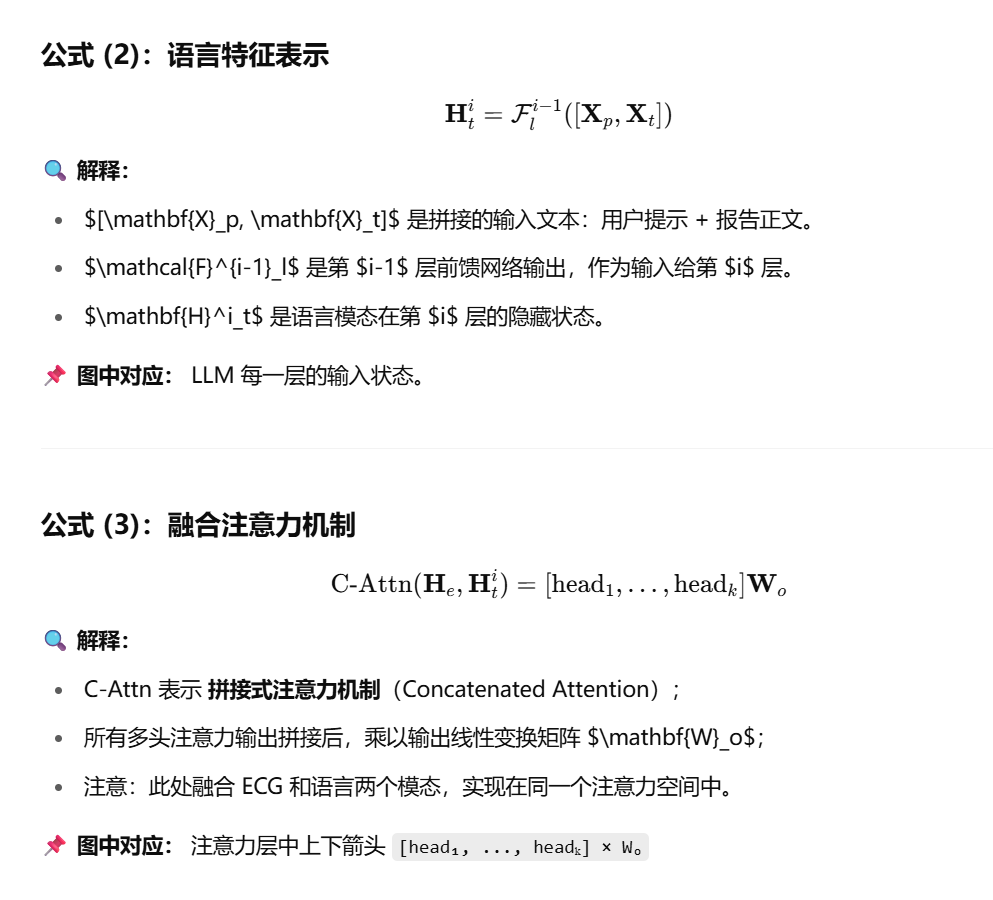 公式 (2)：语言特征表示
$\mathbf{H}_t^i = \mathcal{F}_l^{i-1}([\mathbf{X}_p, \mathbf{X}_t])$
🔍 解释：
• $[\mathbf{X}_p, \mathbf{X}_t]$ 是拼接的输入文本：用户提示 + 报告正文。
• $\mathcal{F}^{i-1}_l$ 是第 $i-1$ 层前馈网络输出，作为输入给第 $i$ 层。
• $\mathbf{H}^i_t$ 是语言模态在第 $i$ 层的隐藏状态。
📌 图中对应： LLM 每一层的输入状态。
公式 (3)：融合注意力机制
$\text{C-Attn}(\mathbf{H}_e, \mathbf{H}_t^i) = [\text{head}_1, \ldots, \text{head}_k]\mathbf{W}_o$
🔍 解释：
• C-Attn 表示 拼接式注意力机制（Concatenated Attention）；
• 所有多头注意力输出拼接后，乘以输出线性变换矩阵 $\mathbf{W}_o$；
• 注意：此处融合 ECG 和语言两个模态，实现在同一个注意力空间中。
📌 图中对应： 注意力层中上下箭头 [head₁, ..., headₖ] × Wₒ